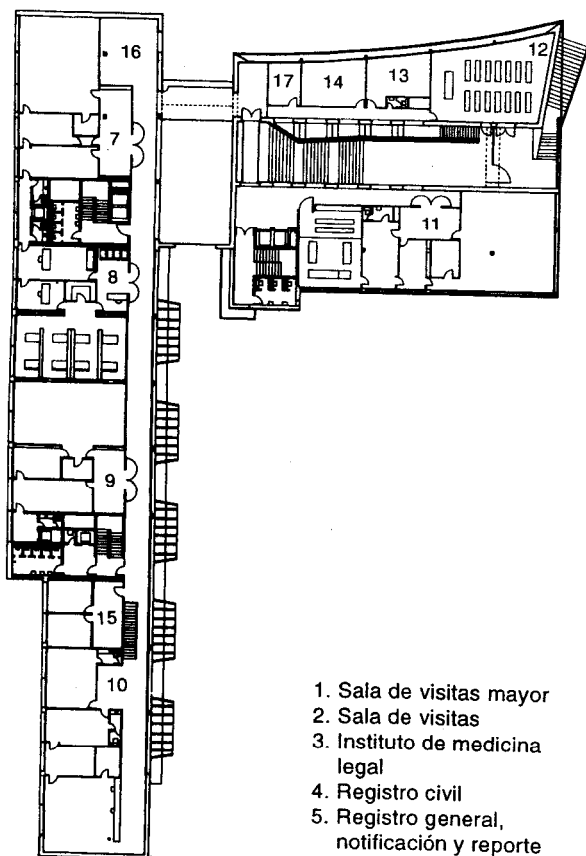 16
12
17
14
13
7
11
8
9
15
10
1. Sala de visitas mayor
2. Sala de visitas
3. Instituto de medicina
legal
4. Registro civil
5. Registro general,
notificación y reporte